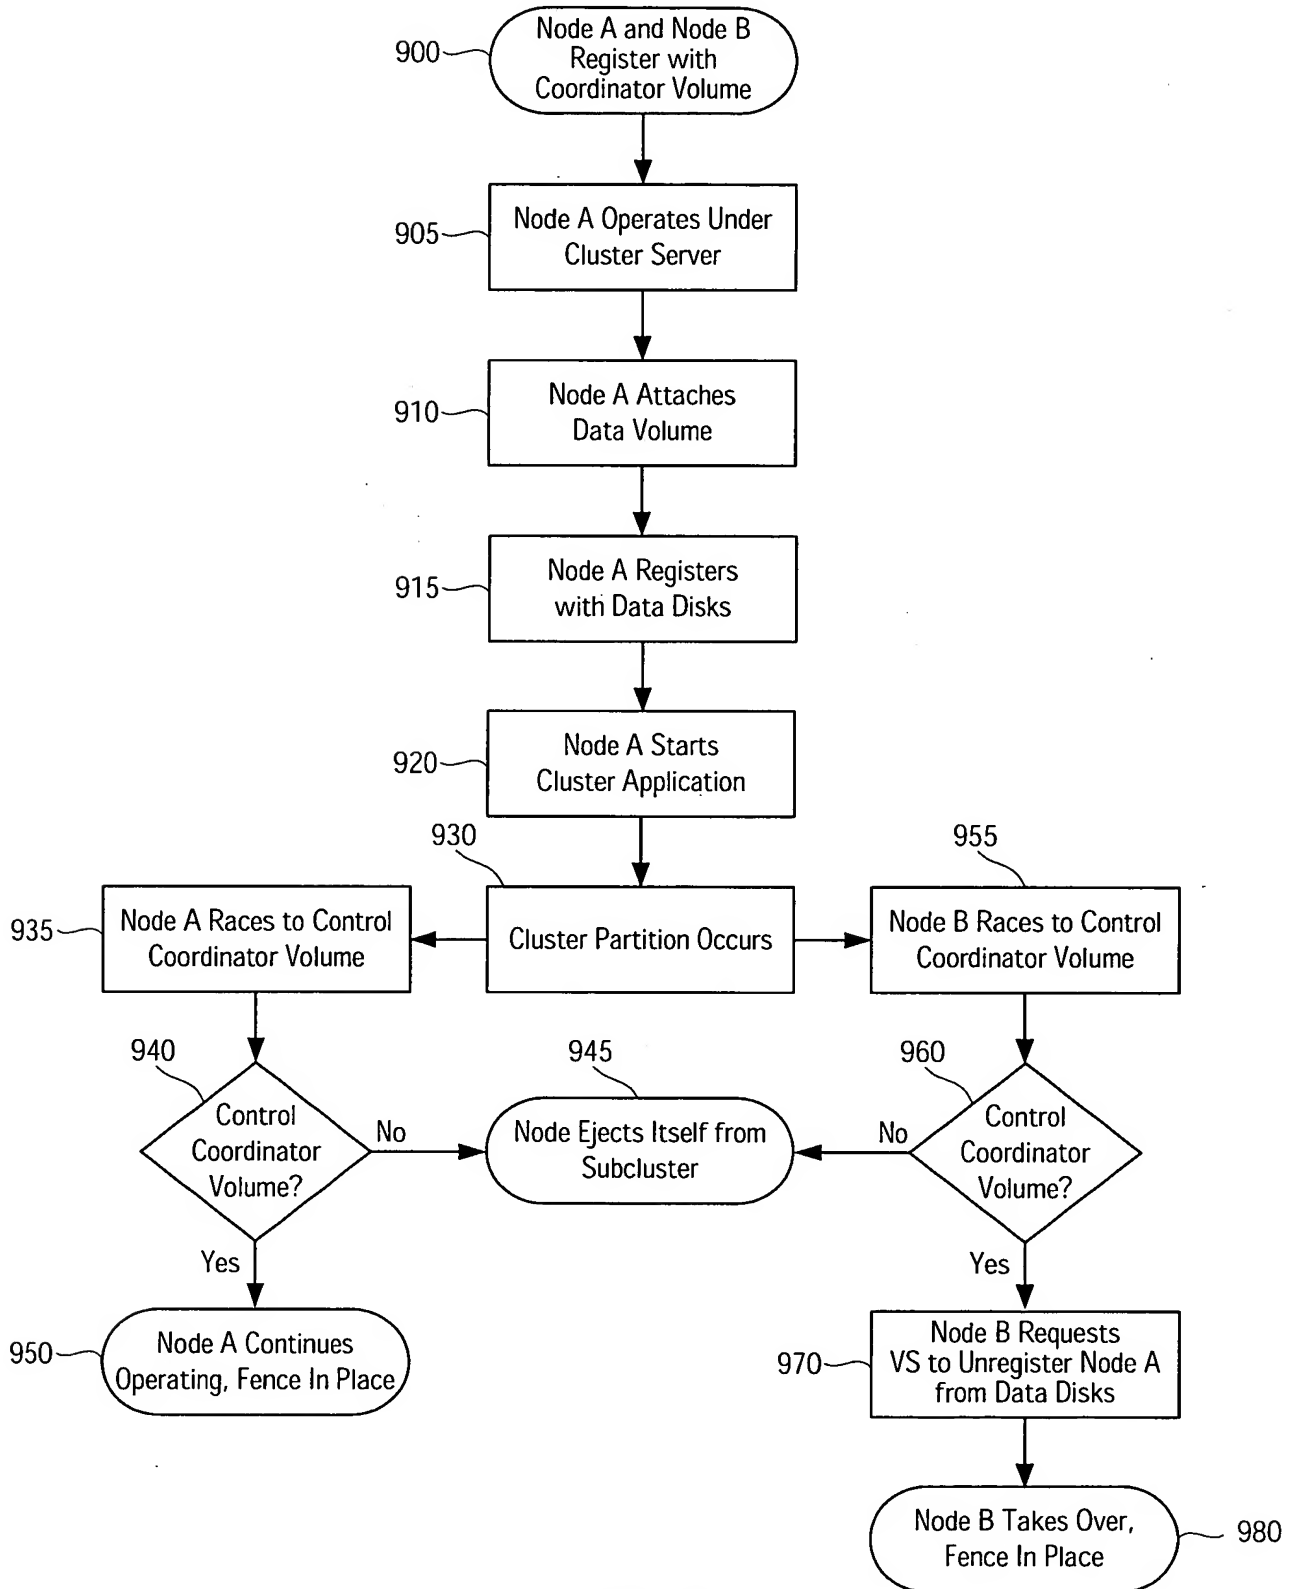 900
Node A and Node B
Register with
Coordinator Volume
905
Node A Operates Under
Cluster Server
910
Node A Attaches
Data Volume
915
Node A Registers
with Data Disks
920
Node A Starts
Cluster Application
930
955
935
Node A Races to Control
Coordinator Volume
Cluster Partition Occurs
Node B Races to Control
Coordinator Volume
940
945
960
Control
Coordinator
Volume?
No
Node Ejects Itself from
Subcluster
No
Control
Coordinator
Volume?
Yes
Yes
950
Node A Continues
Operating, Fence In Place
970
Node B Requests
VS to Unregister Node A
from Data Disks
Node B Takes Over,
Fence In Place
980